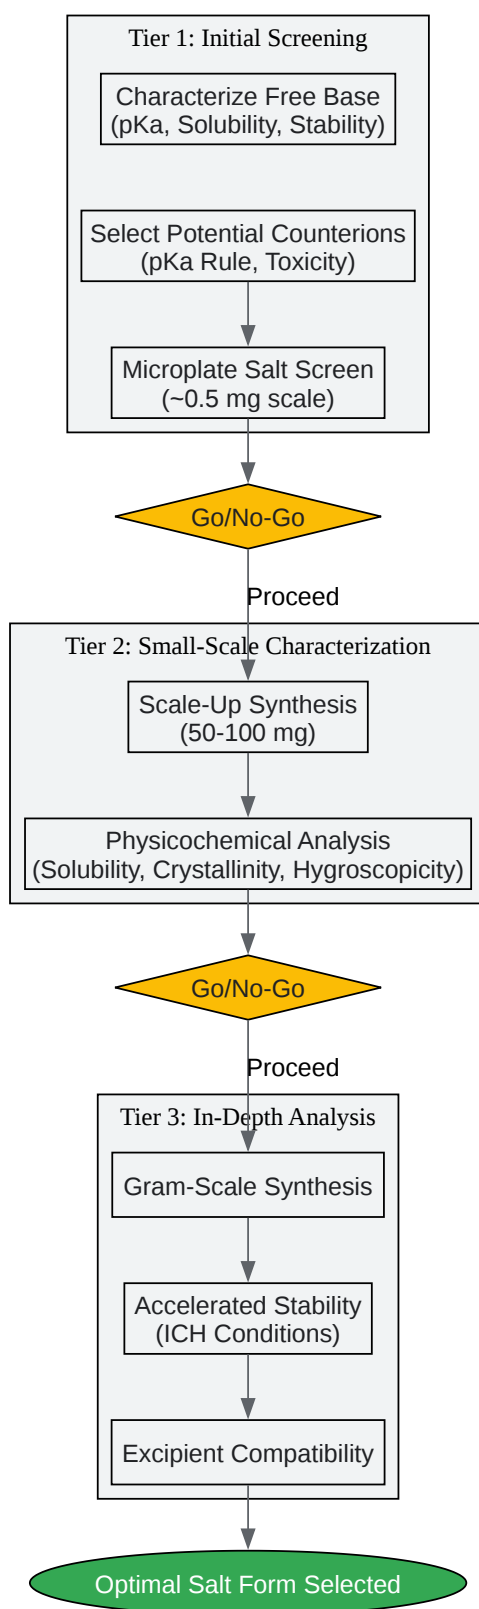 Tier 1: Initial Screening
Characterize Free Base
(pKa, Solubility, Stability)
Select Potential Counterions
(pKa Rule, Toxicity)
Microplate Salt Screen
(~0.5 mg scale)
Go/No-Go
Proceed
Tier 2: Small-Scale Characterization
Scale-Up Synthesis
(50-100 mg)
Physicochemical Analysis
(Solubility, Crystallinity, Hygroscopicity)
Go/No-Go
Proceed
Tier 3: In-Depth Analysis
Gram-Scale Synthesis
Accelerated Stability
(ICH Conditions)
Excipient Compatibility
Optimal Salt Form Selected